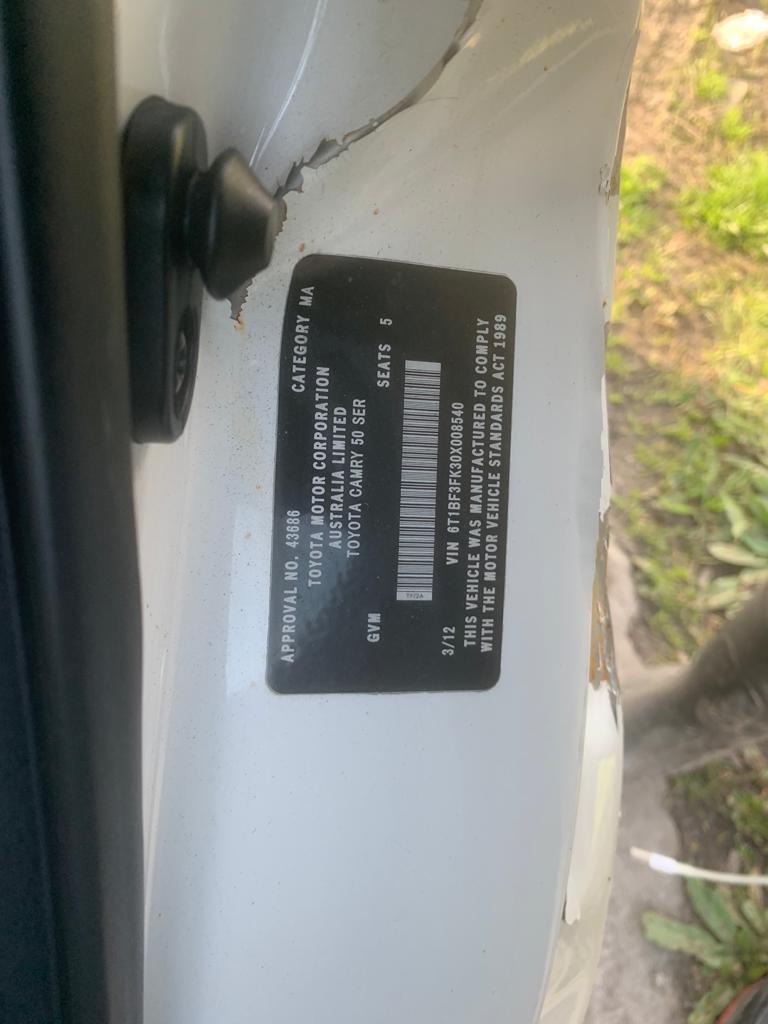 APPROVAL NO. 43686 CATEGORY MA
TOYOTA MOTOR CORPORATION
AUSTRALIA LIMITED
TOYOTA CAMRY 50 SER
GVM SEATS 5
3/12 VIN 6T1BF3FK30X008540
THIS VEHICLE WAS MANUFACTURED TO COMPLY
WITH THE MOTOR VEHICLE STANDARDS ACT 1989